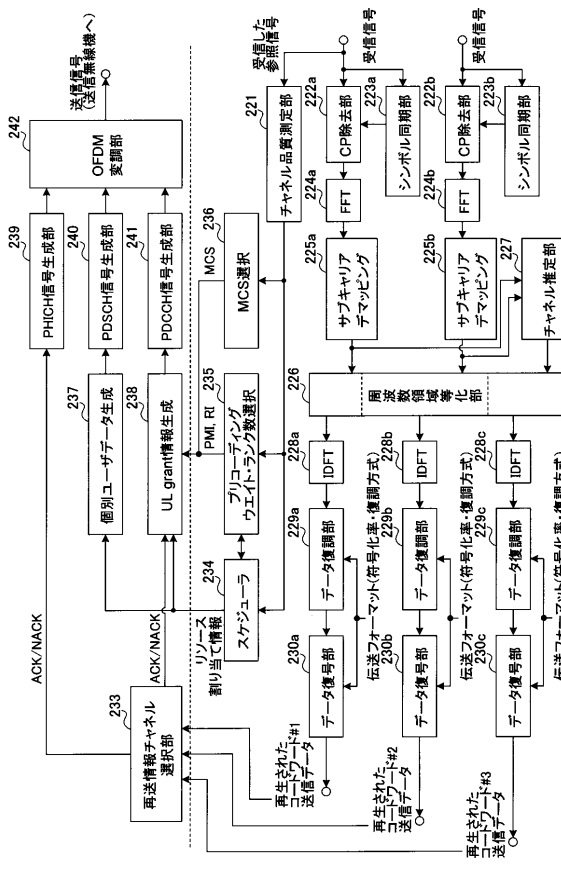 受信した
参照信号
受信信号
受信信号
221
チャネル品質測定部
222a
CP除去部
223a
シンボル同期部
222b
CP除去部
223b
シンボル同期部
224a
FFT
224b
FFT
225a
サブキャリア
デマッピング
225b
サブキャリア
デマッピング
227
チャネル推定部
226
周波数領域等化部
228a
IDFT
228b
IDFT
228c
IDFT
229a
データ復調部
229b
データ復調部
229c
データ復調部
伝送フォーマット(符号化率・復調方式)
伝送フォーマット(符号化率・復調方式)
伝送フォーマット(符号化率・復調方式)
230a
データ復号部
230b
データ復号部
230c
データ復号部
再生された
コードワード#1
送信データ
再生された
コードワード#2
送信データ
再生された
コードワード#3
送信データ
233
再送情報チャネル
選択部
ACK/NACK
ACK/NACK
リソース
割り当て情報
234
スケジューラ
235
プリコーディング
ウエイト・ランク数選択
PMI, RI
236
MCS選択
MCS
237
個別ユーザデータ生成
238
UL grant情報生成
239
PHICH信号生成部
240
PDSCH信号生成部
241
PDCCH信号生成部
242
OFDM
変調部
送信信号
(送信無線機へ)